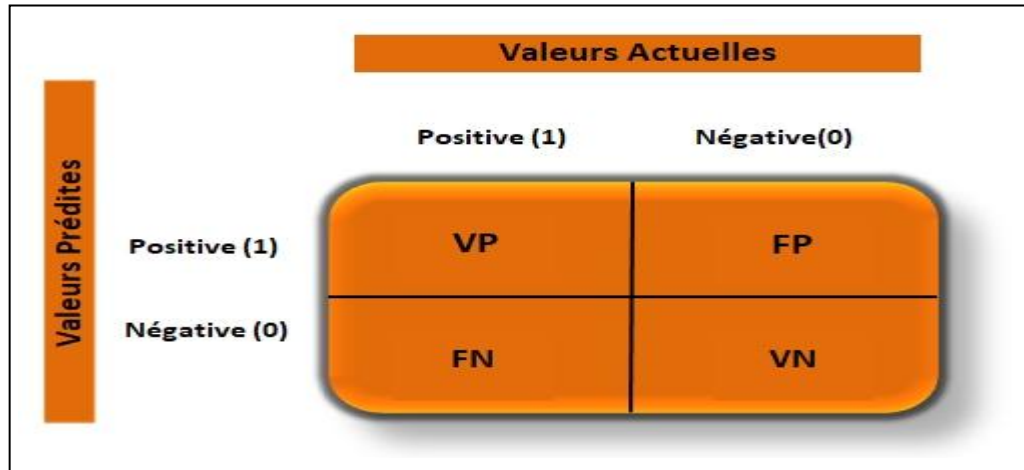 Valeurs Actuelles
Positive (1)
Négative(0)
Valeurs Prédites
Positive (1)
VP
FP
Négative (0)
FN
VN